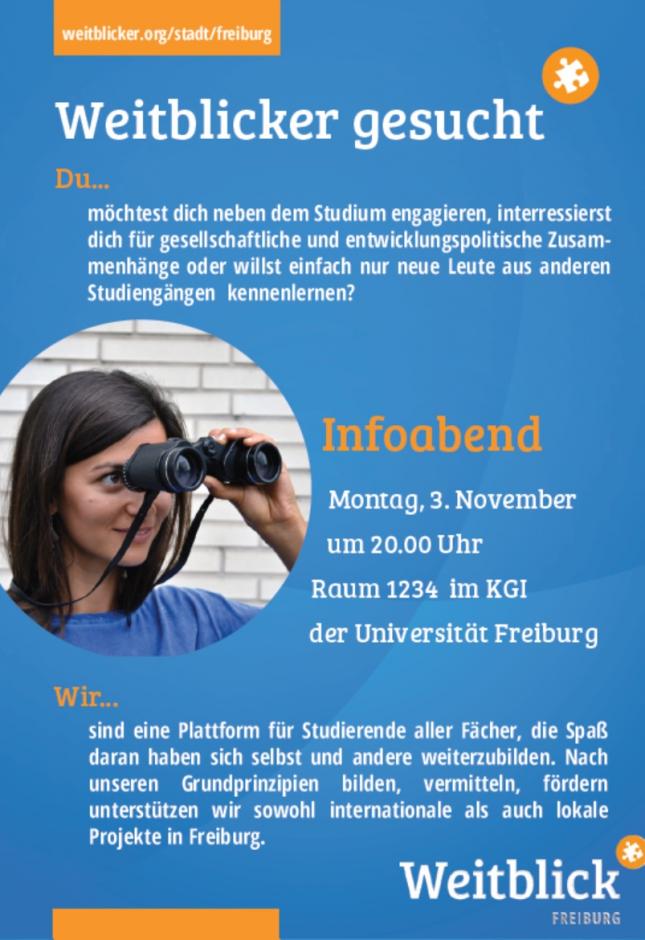 weitblicker.org/stadt/freiburg
Weitblicker gesucht
Du...
möchtest dich neben dem Studium engagieren, interressierst
dich für gesellschaftliche und entwicklungspolitische Zusam-
menhänge oder willst einfach nur neue Leute aus anderen
Studiengängen kennenlernen?
Infoabend
Montag, 3. November
um 20.00 Uhr
Raum 1234 im KGI
der Universität Freiburg
Wir...
sind eine Plattform für Studierende aller Fächer, die Spaß
daran haben sich selbst und andere weiterzubilden. Nach
unseren Grundprinzipien bilden, vermitteln, fördern
unterstützen wir sowohl internationale als auch lokale
Projekte in Freiburg.
Weitblick
FREIBURG